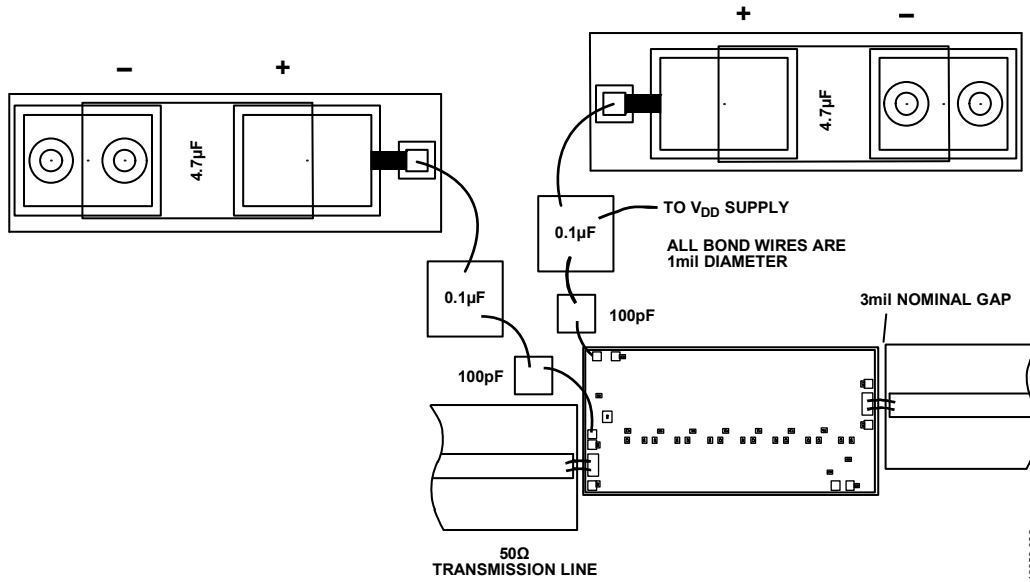 + −
− +
4.7µF
4.7µF
TO VDD SUPPLY
0.1µF
ALL BOND WIRES ARE
1mil DIAMETER
0.1µF
3mil NOMINAL GAP
100pF
100pF
50Ω
TRANSMISSION LINE